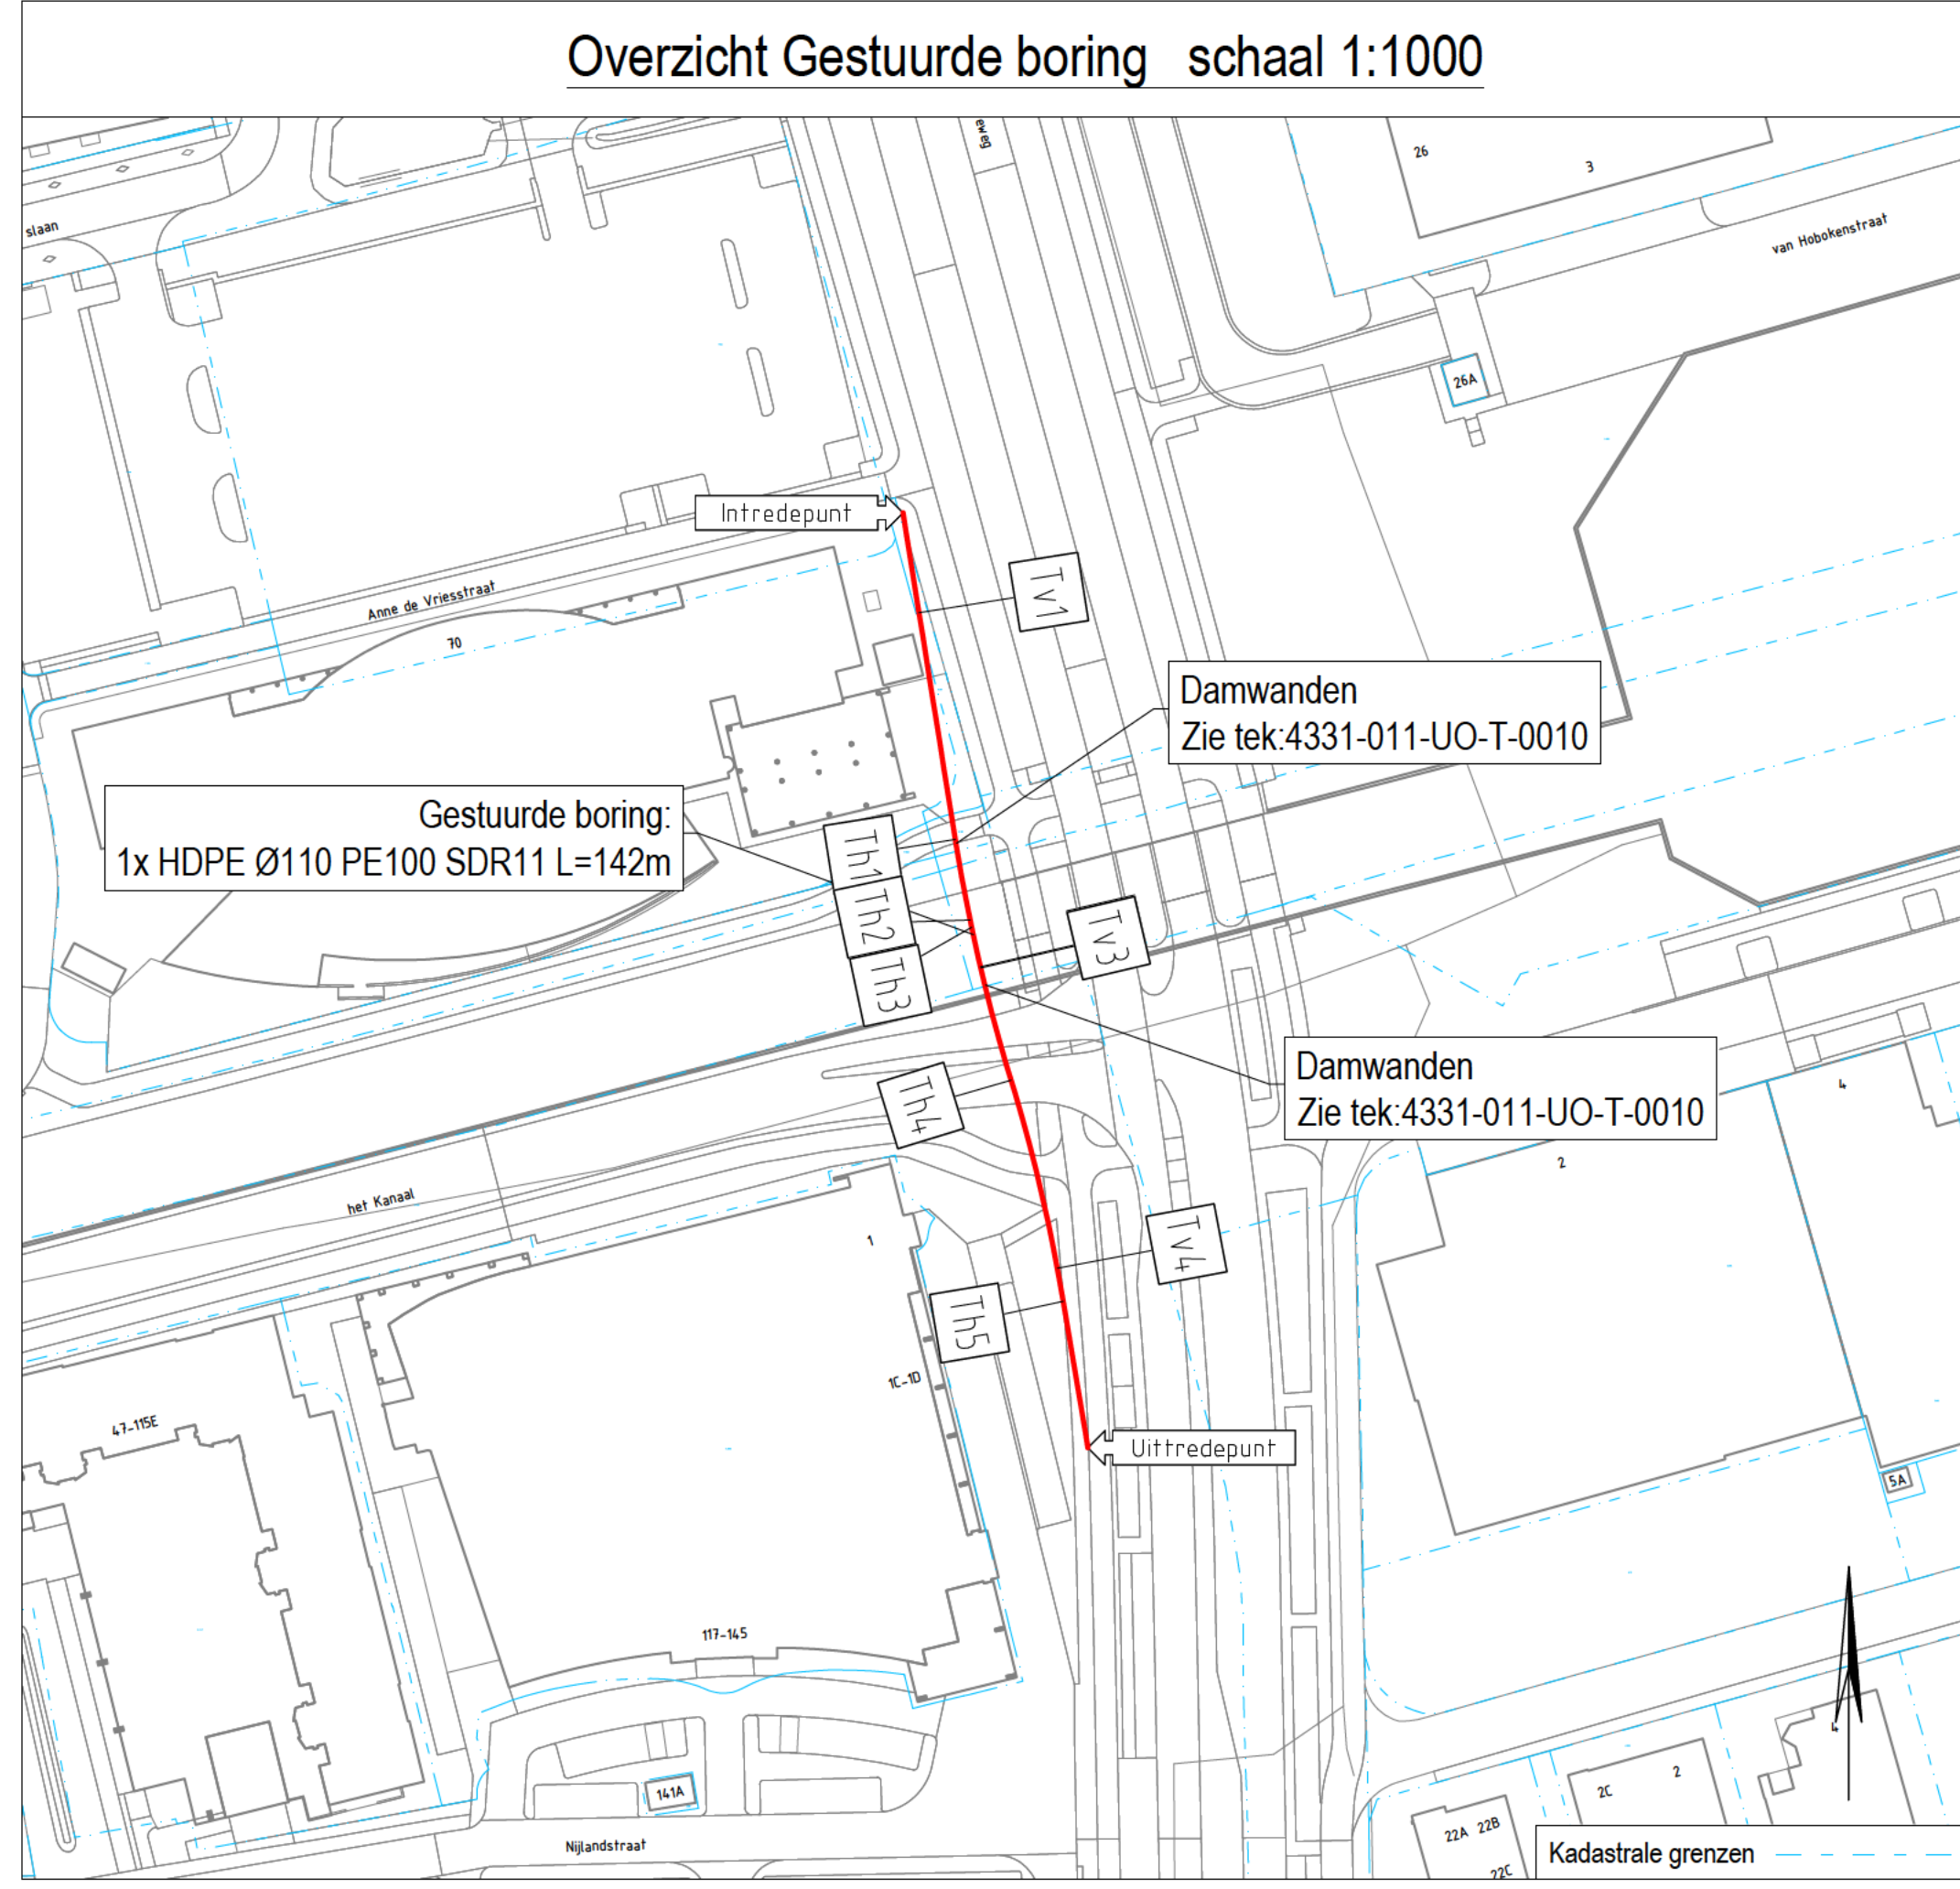 Overzicht Gestuurde boring schaal 1:1000
eweg
26
3
slaan
van Hobokenstraat
26A
Intredepunt
Tv1
Anne de Vriesstraat
70
Damwanden
Zie tek:4331-011-UO-T-0010
Gestuurde boring:
1x HDPE Ø110 PE100 SDR11 L=142m
Th1
Th2
Th3
Tv3
Damwanden
Zie tek:4331-011-UO-T-0010
Th4
4
2
het Kanaal
1
Tv4
Th5
1C-1D
47-115E
Uittredepunt
5A
117-145
4
141A
2C
2
22A 22B
22C
Nijlandstraat
Kadastrale grenzen